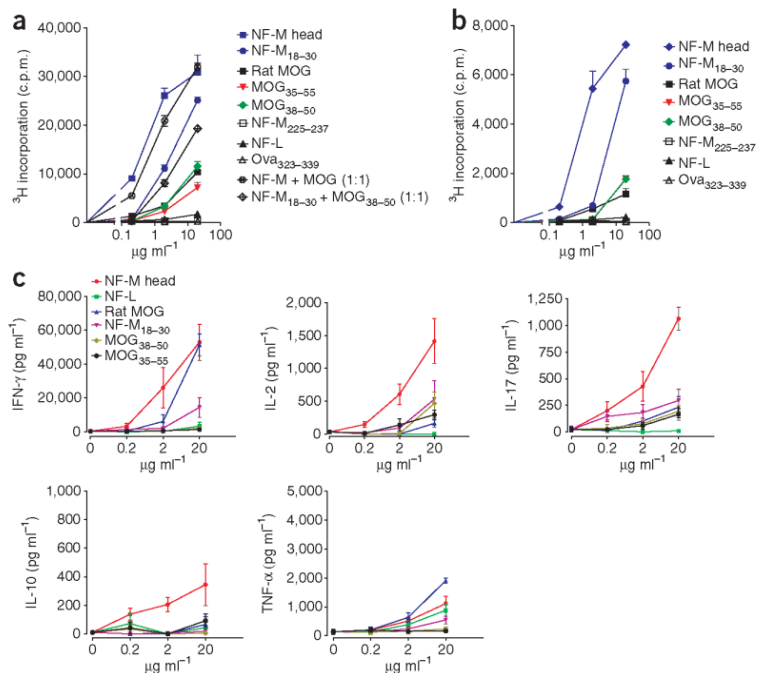 a
³H incorporation (c.p.m.)
40,000
30,000
20,000
10,000
0
0.1 1 10 100
µg ml⁻¹
NF-M head
NF-M₁₈₋₃₀
Rat MOG
MOG₃₅₋₅₅
MOG₃₈₋₅₀
NF-M₂₂₅₋₂₃₇
NF-L
Ova₃₂₃₋₃₃₉
NF-M + MOG (1:1)
NF-M₁₈₋₃₀ + MOG₃₈₋₅₀ (1:1)
b
³H incorporation (c.p.m.)
8,000
6,000
4,000
2,000
0
0.1 1 10 100
µg ml⁻¹
NF-M head
NF-M₁₈₋₃₀
Rat MOG
MOG₃₅₋₅₅
MOG₃₈₋₅₀
NF-M₂₂₅₋₂₃₇
NF-L
Ova₃₂₃₋₃₃₉
c
NF-M head
NF-L
Rat MOG
NF-M₁₈₋₃₀
MOG₃₈₋₅₀
MOG₃₅₋₅₅
IFN-γ (pg ml⁻¹)
80,000
60,000
40,000
20,000
0
0 0.2 2 20
µg ml⁻¹
IL-2 (pg ml⁻¹)
2,000
1,500
1,000
500
0
0 0.2 2 20
µg ml⁻¹
IL-17 (pg ml⁻¹)
1,250
1,000
750
500
250
0
0 0.2 2 20
µg ml⁻¹
IL-10 (pg ml⁻¹)
1,000
800
600
400
200
0
0 0.2 2 20
µg ml⁻¹
TNF-α (pg ml⁻¹)
5,000
4,000
3,000
2,000
1,000
0
0 0.2 2 20
µg ml⁻¹